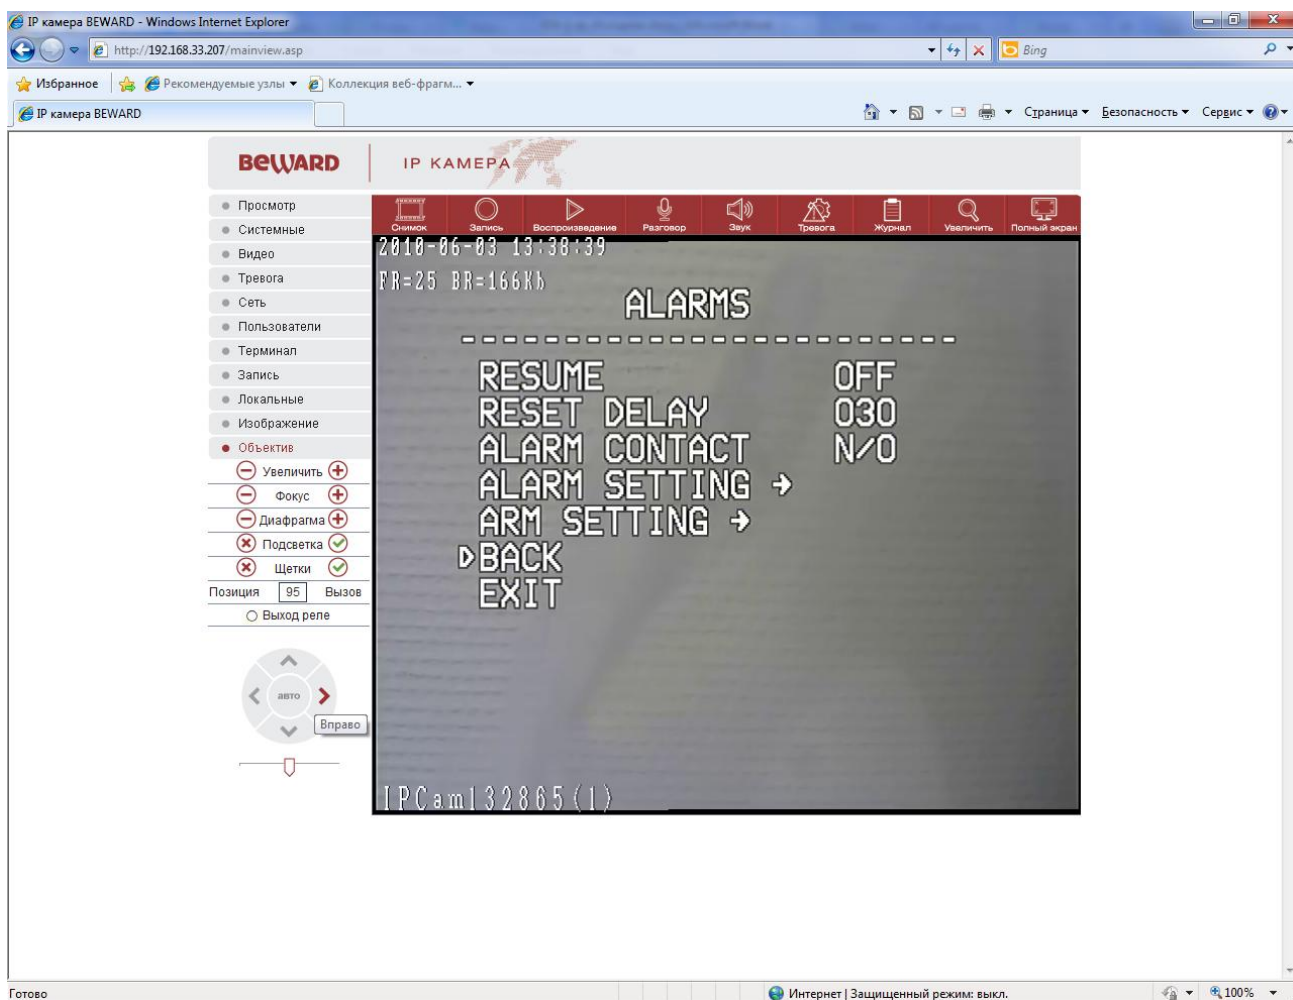 IP камера BEWARD - Windows Internet Explorer
http://192.168.33.207/mainview.asp
Bing
Избранное
Рекомендуемые узлы
Коллекция веб-фрагм...
IP камера BEWARD
Страница
Безопасность
Сервис
BEWARD
IP КАМЕРА
Просмотр
Системные
Видео
Тревога
Сеть
Пользователи
Терминал
Запись
Локальные
Изображение
Объектив
Увеличить
Фокус
Диафрагма
Подсветка
Щетки
Позиция 95 Вызов
Выход реле
авто
Вправо
Снимок Запись Воспроизведение Разговор Звук Тревога Журнал Увеличить Полный экран
2010-06-03 13:38:39
FR=25 BR=166Kb
ALARMS
RESUME OFF
RESET DELAY 030
ALARM CONTACT N/O
ALARM SETTING →
ARM SETTING →
BACK
EXIT
IPCam132865(1)
Готово
Интернет | Защищенный режим: выкл.
100%